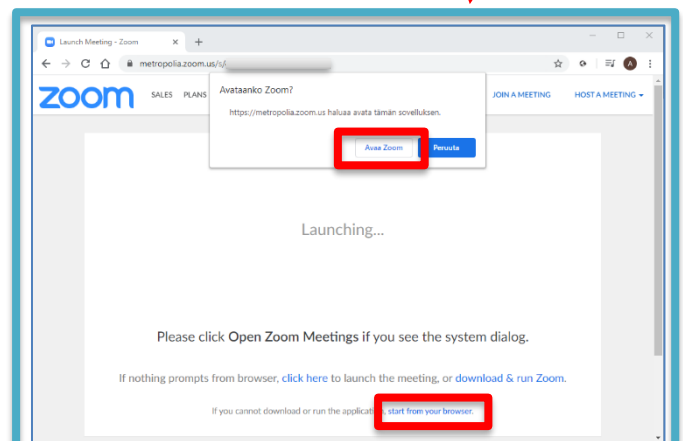 Launch Meeting - Zoom
metropolia.zoom.us/s/
zoom
SALES PLANS
JOIN A MEETING HOST A MEETING
Avataanko Zoom?
https://metropolia.zoom.us haluaa avata tämän sovelluksen.
Avaa Zoom Peruuta
A
Launching...
Please click Open Zoom Meetings if you see the system dialog.
If nothing prompts from browser, click here to launch the meeting, or download & run Zoom.
If you cannot download or run the application, start from your browser.